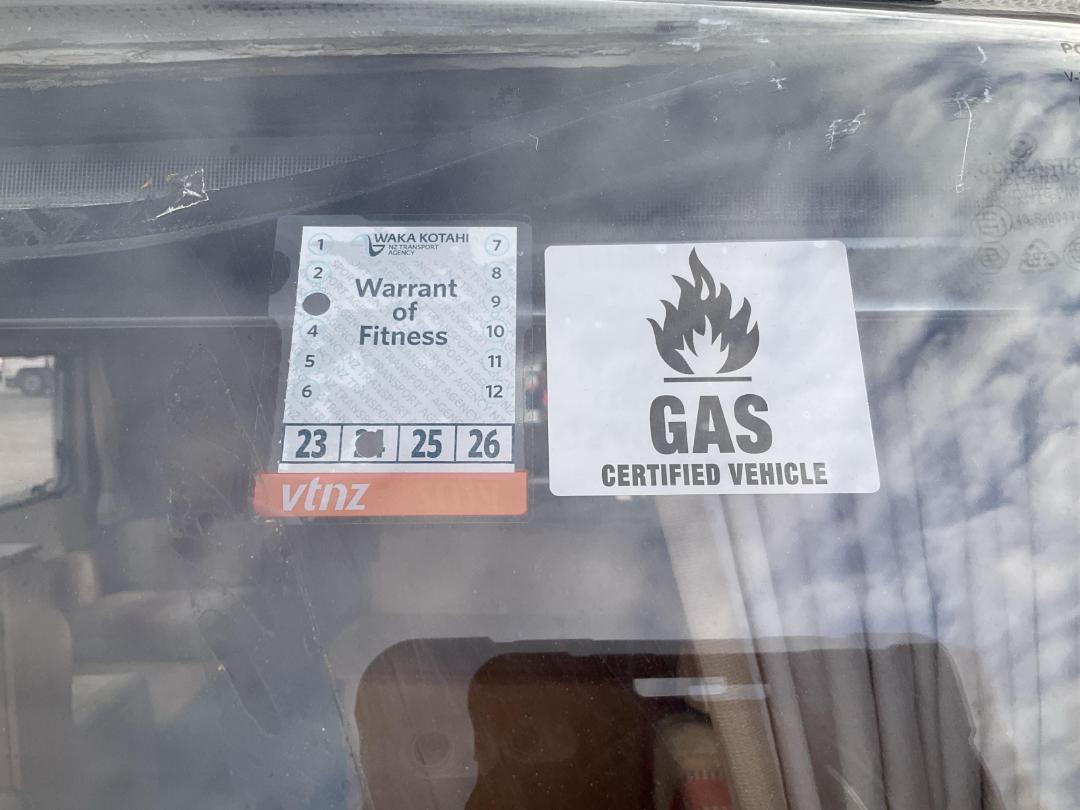 WAKA KOTAHI
NZ TRANSPORT
AGENCY
Warrant
of
Fitness
1
2
4
5
6
7
8
9
10
11
12
23 24 25 26
vtnz
GAS
CERTIFIED VEHICLE